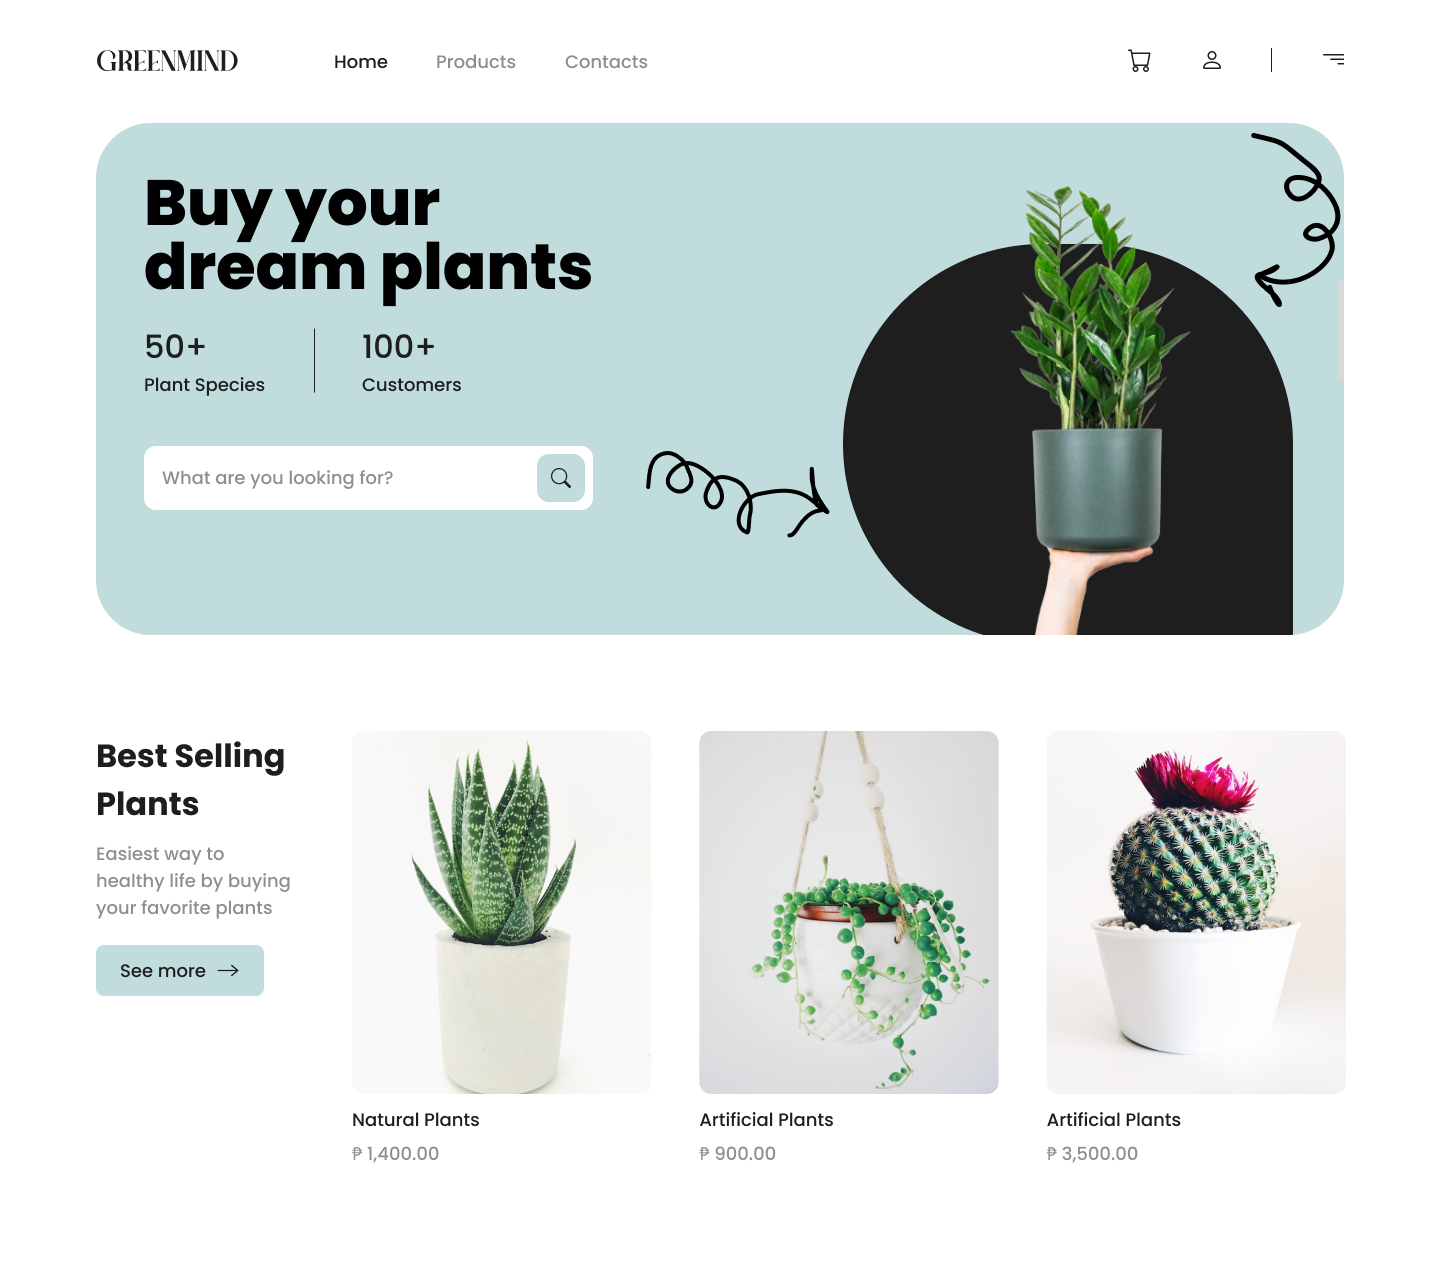 GREENMIND
Home
Products
Contacts
Buy your
dream plants
50+
Plant Species
100+
Customers
What are you looking for?
Best Selling
Plants
Easiest way to
healthy life by buying
your favorite plants
See more
Natural Plants
₱ 1,400.00
Artificial Plants
₱ 900.00
Artificial Plants
₱ 3,500.00